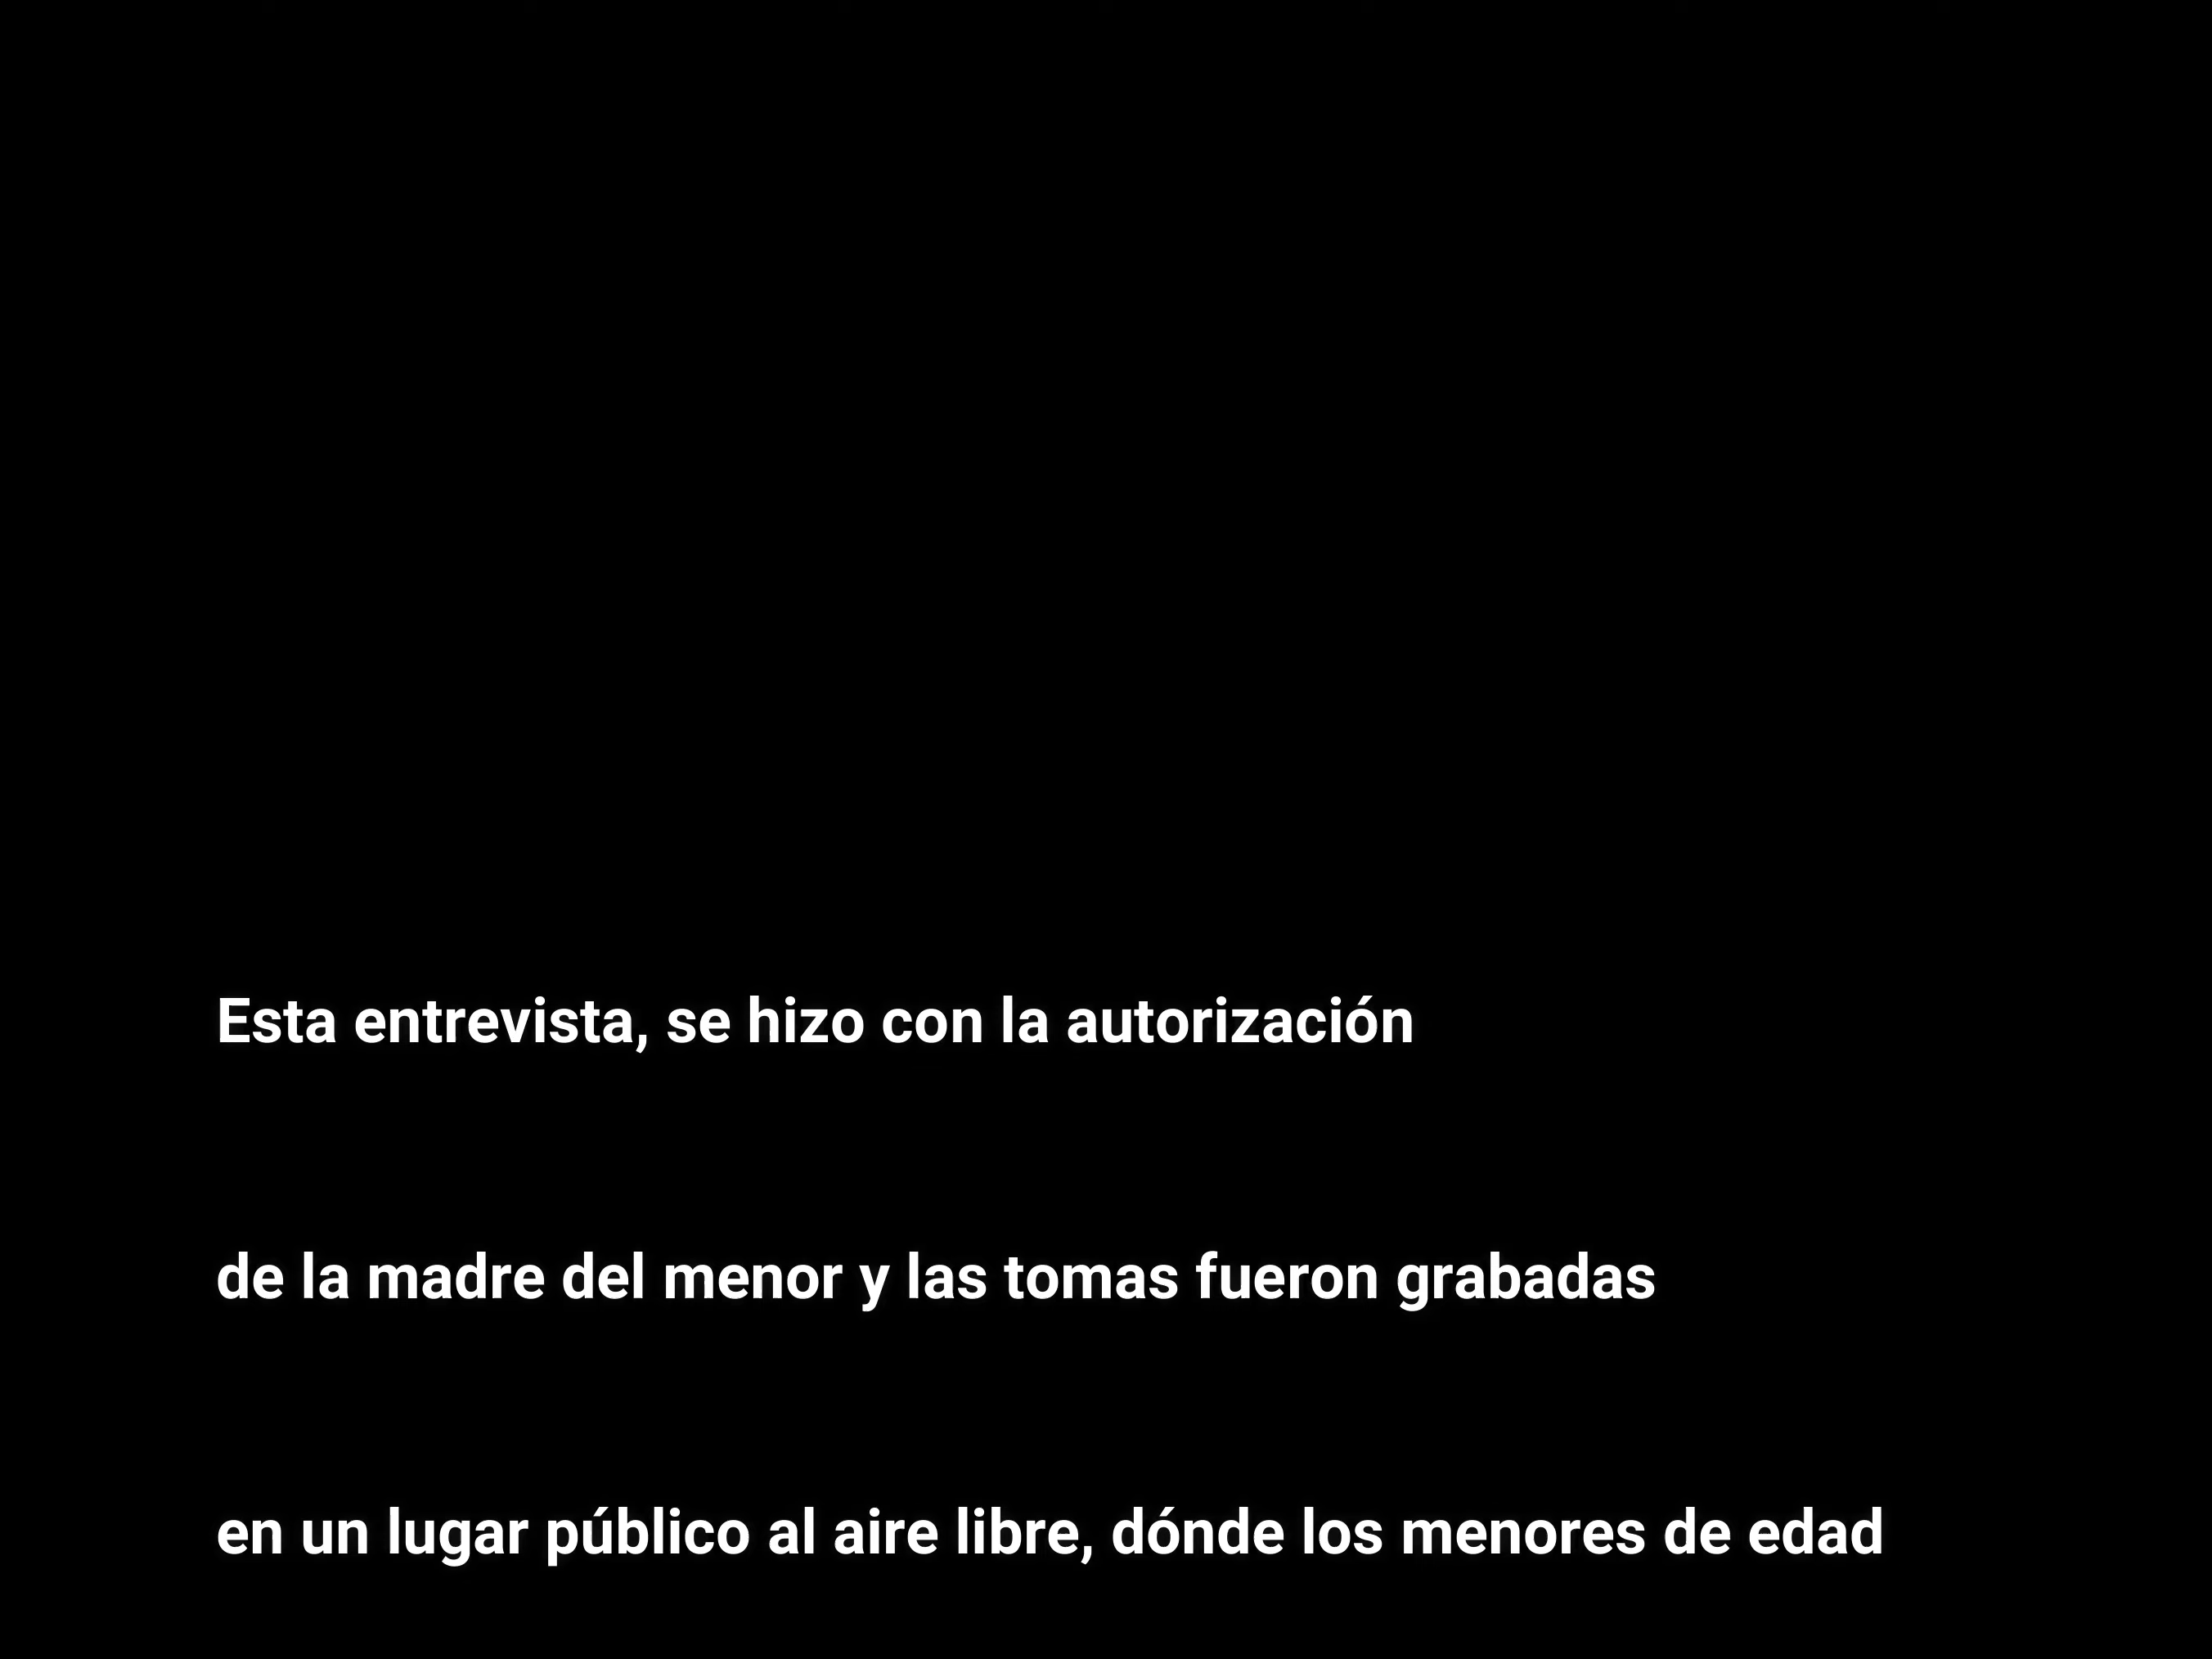 Esta entrevista, se hizo con la autorización
de la madre del menor y las tomas fueron grabadas
en un lugar público al aire libre, dónde los menores de edad